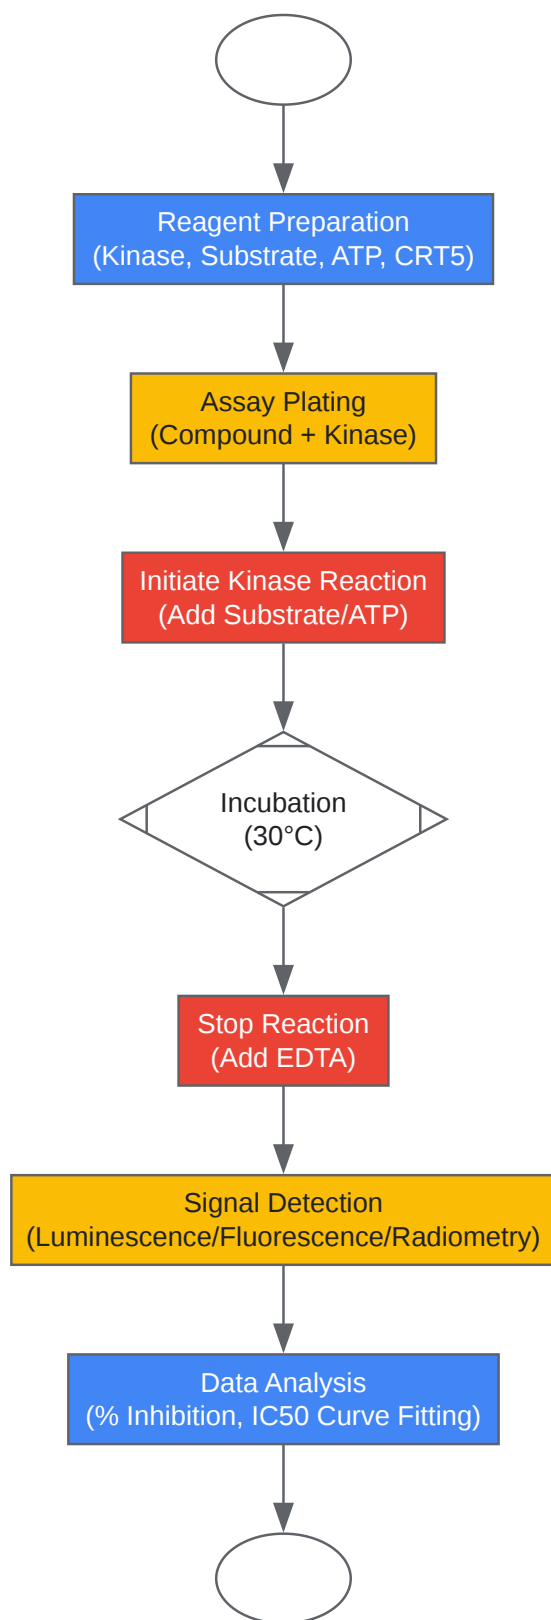 Reagent Preparation
(Kinase, Substrate, ATP, CRT5)
Assay Plating
(Compound + Kinase)
Initiate Kinase Reaction
(Add Substrate/ATP)
Incubation
(30°C)
Stop Reaction
(Add EDTA)
Signal Detection
(Luminescence/Fluorescence/Radiometry)
Data Analysis
(% Inhibition, IC50 Curve Fitting)